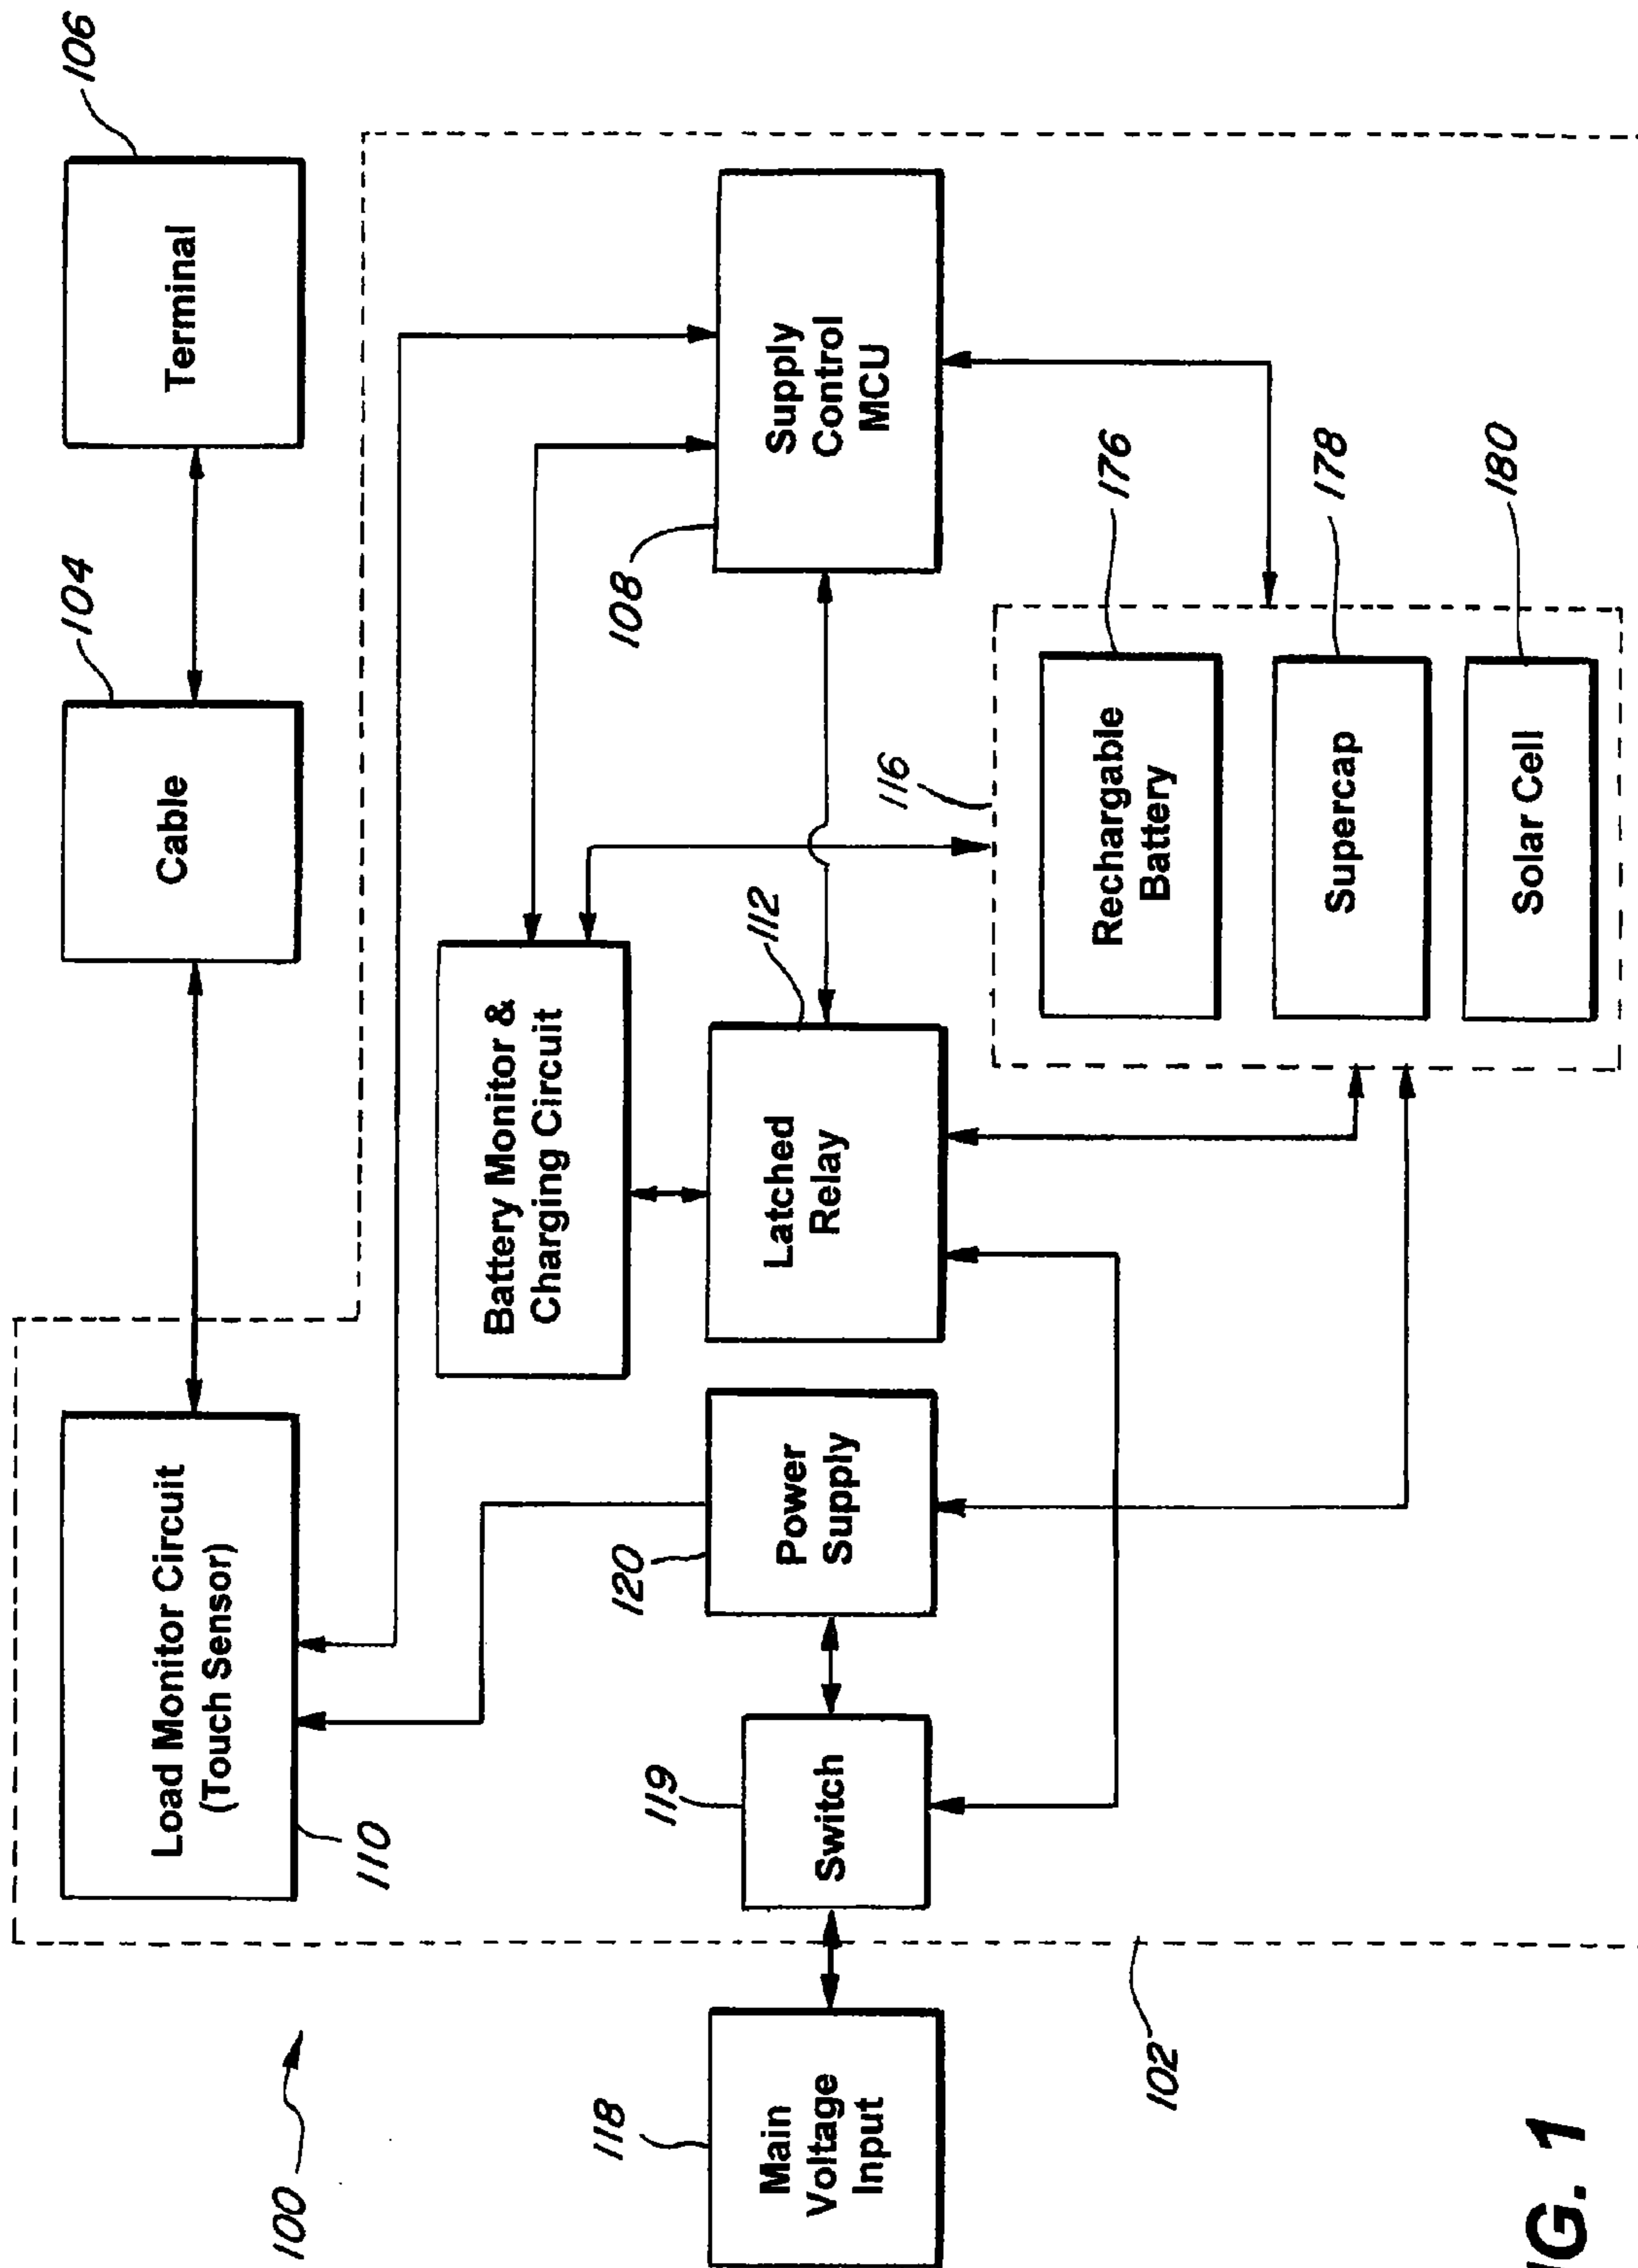 100
Load Monitor Circuit
(Touch Sensor)
110
Cable
104
Terminal
106
Battery Monitor &
Charging Circuit
118
Main
Voltage
Input
119
Switch
120
Power
Supply
112
Latched
Relay
108
Supply
Control
MCU
116
Rechargable
Battery
176
Supercap
178
Solar Cell
180
102
IG. 1